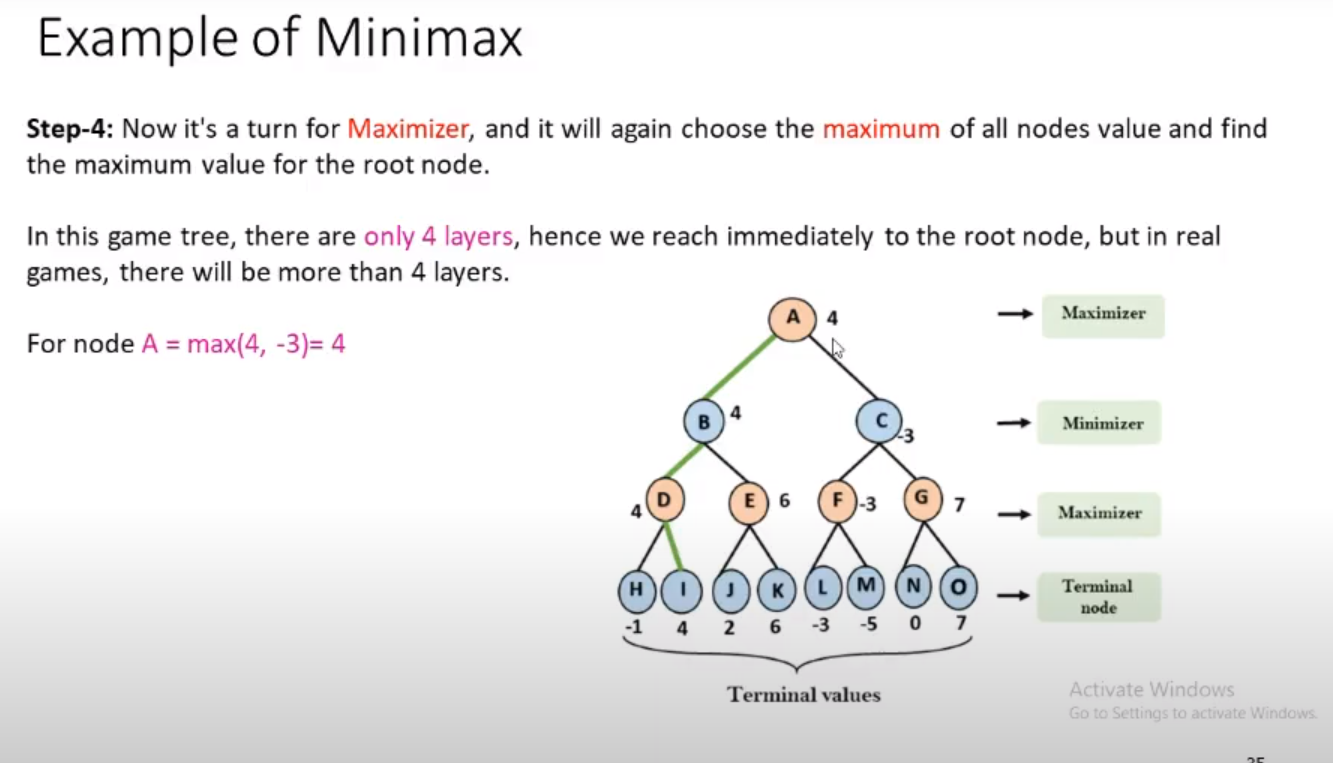 Example of Minimax
Step-4: Now it's a turn for Maximizer, and it will again choose the maximum of all nodes value and find
the maximum value for the root node.
In this game tree, there are only 4 layers, hence we reach immediately to the root node, but in real
games, there will be more than 4 layers.
For node A = max(4, -3)= 4
A 4
Maximizer
B 4
C -3
Minimizer
4 D
E 6
F -3
G 7
Maximizer
H I J K L M N O
Terminal
node
-1 4 2 6 -3 -5 0 7
Terminal values
Activate Windows
Go to Settings to activate Windows.